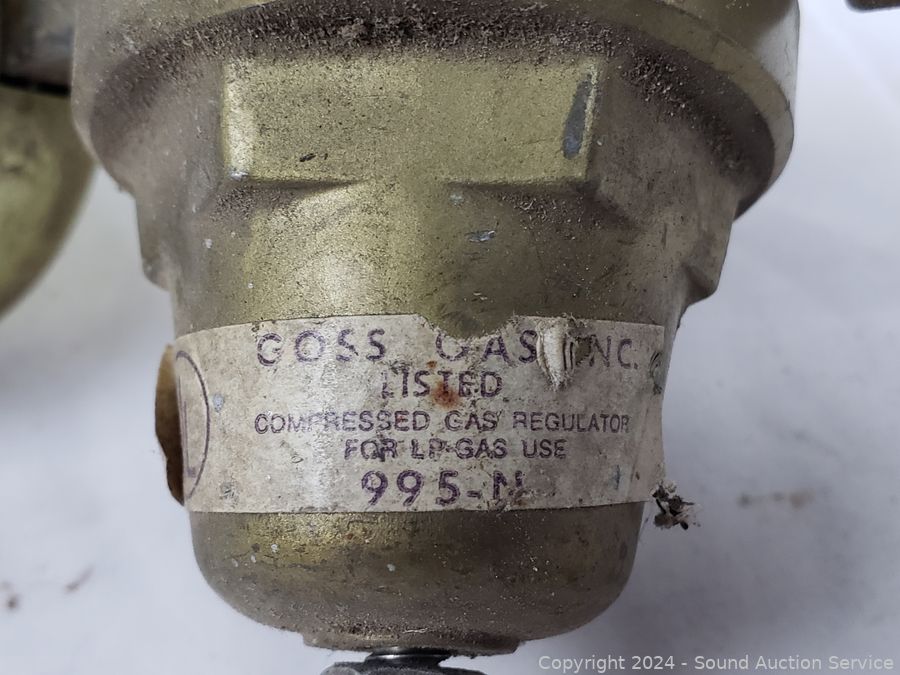 GOSS GAS INC.
LISTED
COMPRESSED GAS REGULATOR
FOR LP-GAS USE
995-N
Copyright © 2024 - Sound Auction Service